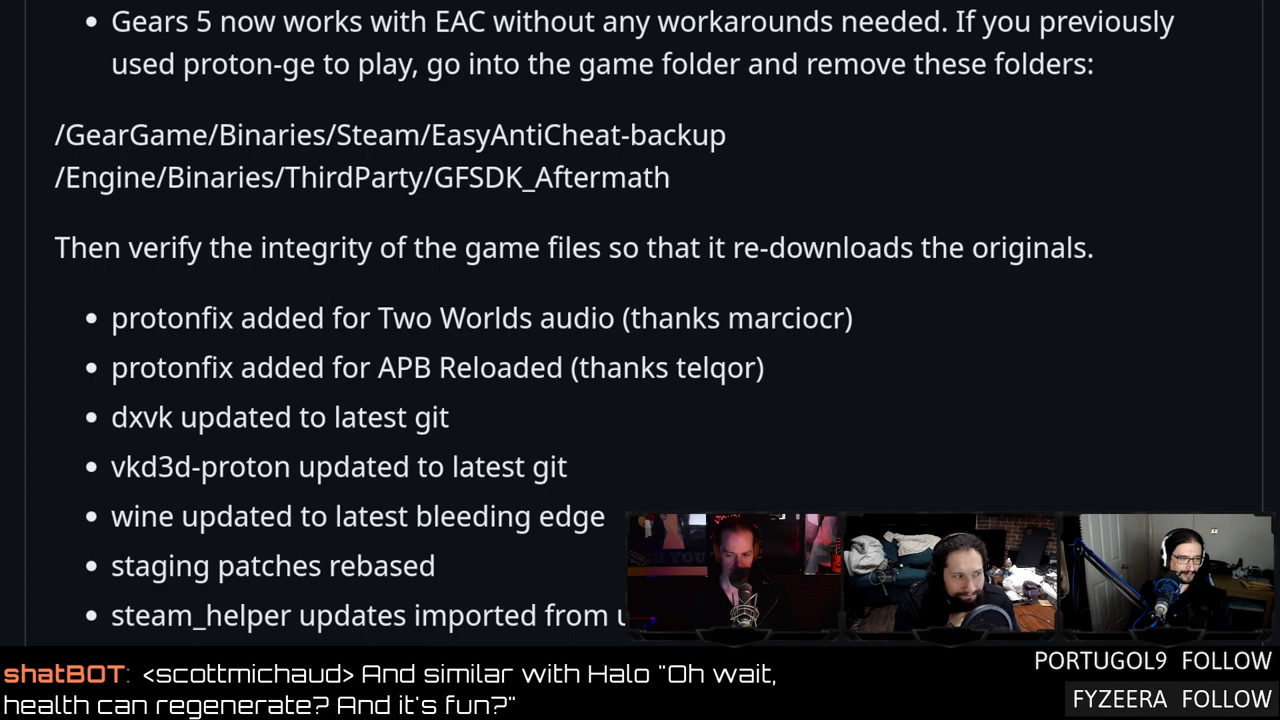 Gears 5 now works with EAC without any workarounds needed. If you previously
used proton-ge to play, go into the game folder and remove these folders:
/GearGame/Binaries/Steam/EasyAntiCheat-backup
/Engine/Binaries/ThirdParty/GFSDK_Aftermath
Then verify the integrity of the game files so that it re-downloads the originals.
protonfix added for Two Worlds audio (thanks marciocr)
protonfix added for APB Reloaded (thanks telqor)
dxvk updated to latest git
vkd3d-proton updated to latest git
wine updated to latest bleeding edge
staging patches rebased
steam_helper updates imported from
shatBOT: <scottmichaud> And similar with Halo "Oh wait,
health can regenerate? And it's fun?"
PORTUGOL9 FOLLOW
FYZEERA FOLLOW